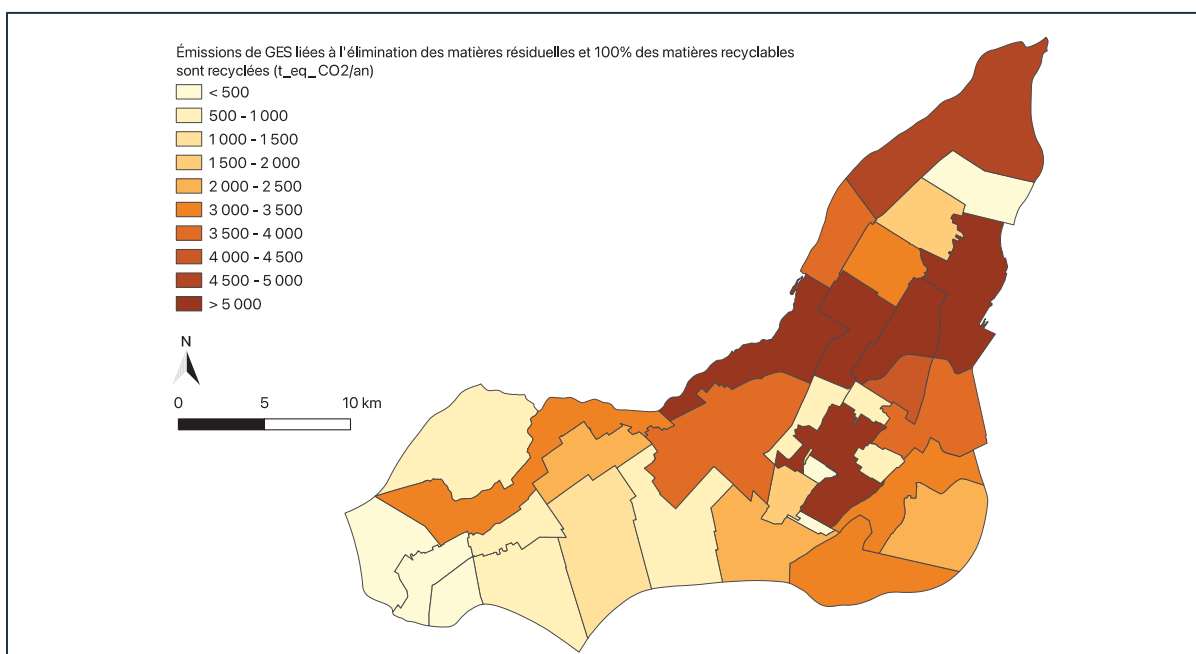 Émissions de GES liées à l'élimination des matières résiduelles et 100% des matières recyclables
sont recyclées (t_eq_CO2/an)
< 500
500 - 1 000
1 000 - 1 500
1 500 - 2 000
2 000 - 2 500
3 000 - 3 500
3 500 - 4 000
4 000 - 4 500
4 500 - 5 000
> 5 000
N
0 5 10 km